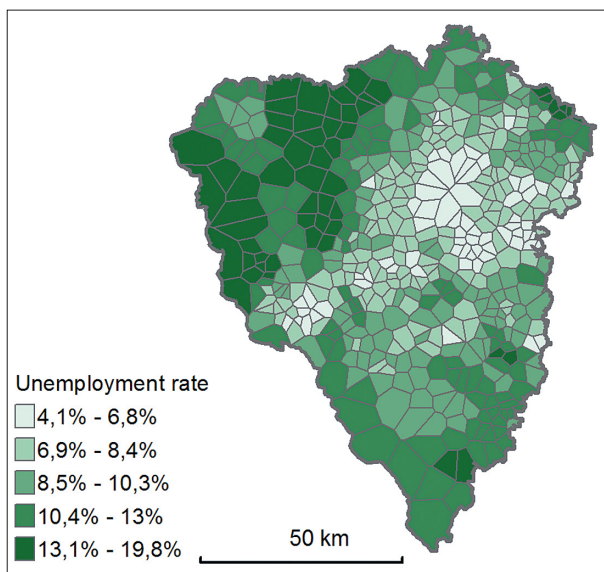 Unemployment rate
4,1% - 6,8%
6,9% - 8,4%
8,5% - 10,3%
10,4% - 13%
13,1% - 19,8%
50 km